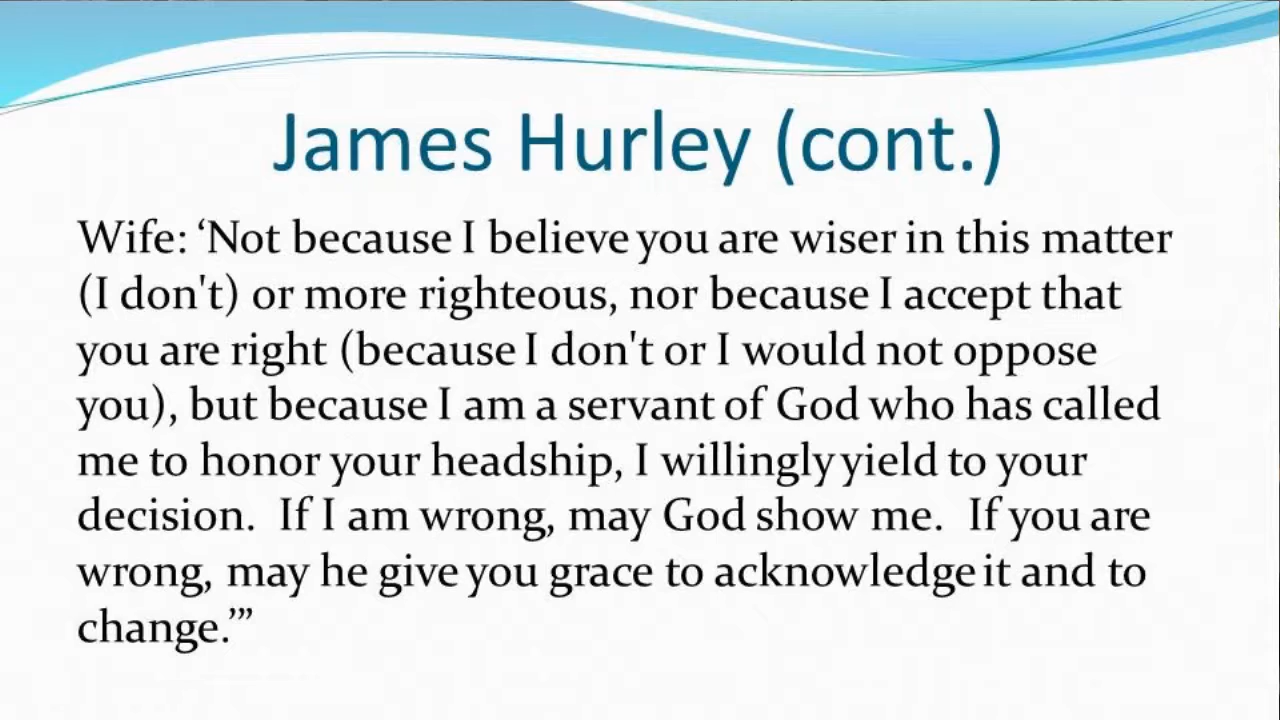 James Hurley (cont.)
Wife: ‘Not because I believe you are wiser in this matter
(I don't) or more righteous, nor because I accept that
you are right (because I don't or I would not oppose
you), but because I am a servant of God who has called
me to honor your headship, I willingly yield to your
decision.  If I am wrong, may God show me.  If you are
wrong, may he give you grace to acknowledge it and to
change.’”